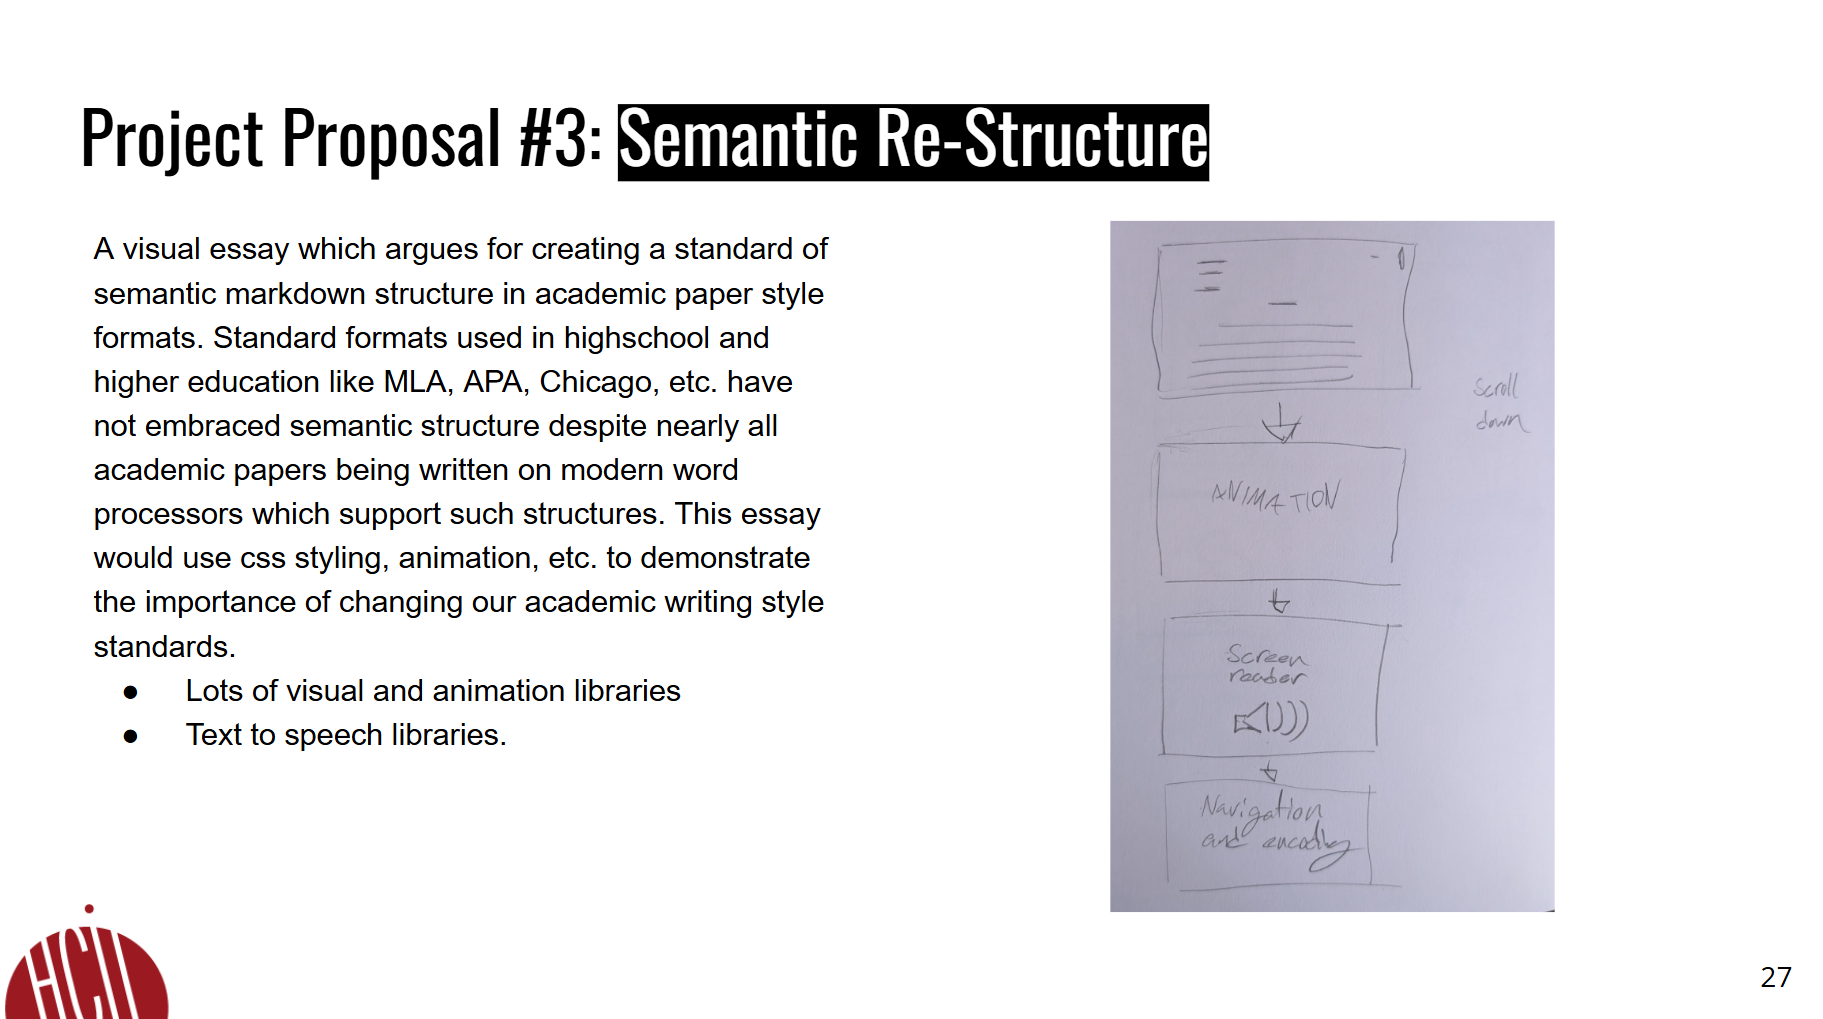 Project Proposal #3: Semantic Re-Structure
A visual essay which argues for creating a standard of
semantic markdown structure in academic paper style
formats. Standard formats used in highschool and
higher education like MLA, APA, Chicago, etc. have
not embraced semantic structure despite nearly all
academic papers being written on modern word
processors which support such structures. This essay
would use css styling, animation, etc. to demonstrate
the importance of changing our academic writing style
standards.
● Lots of visual and animation libraries
● Text to speech libraries.
Scroll
down
ANIMATION
Screen
reader
Navigation
and encoding
HCII
27